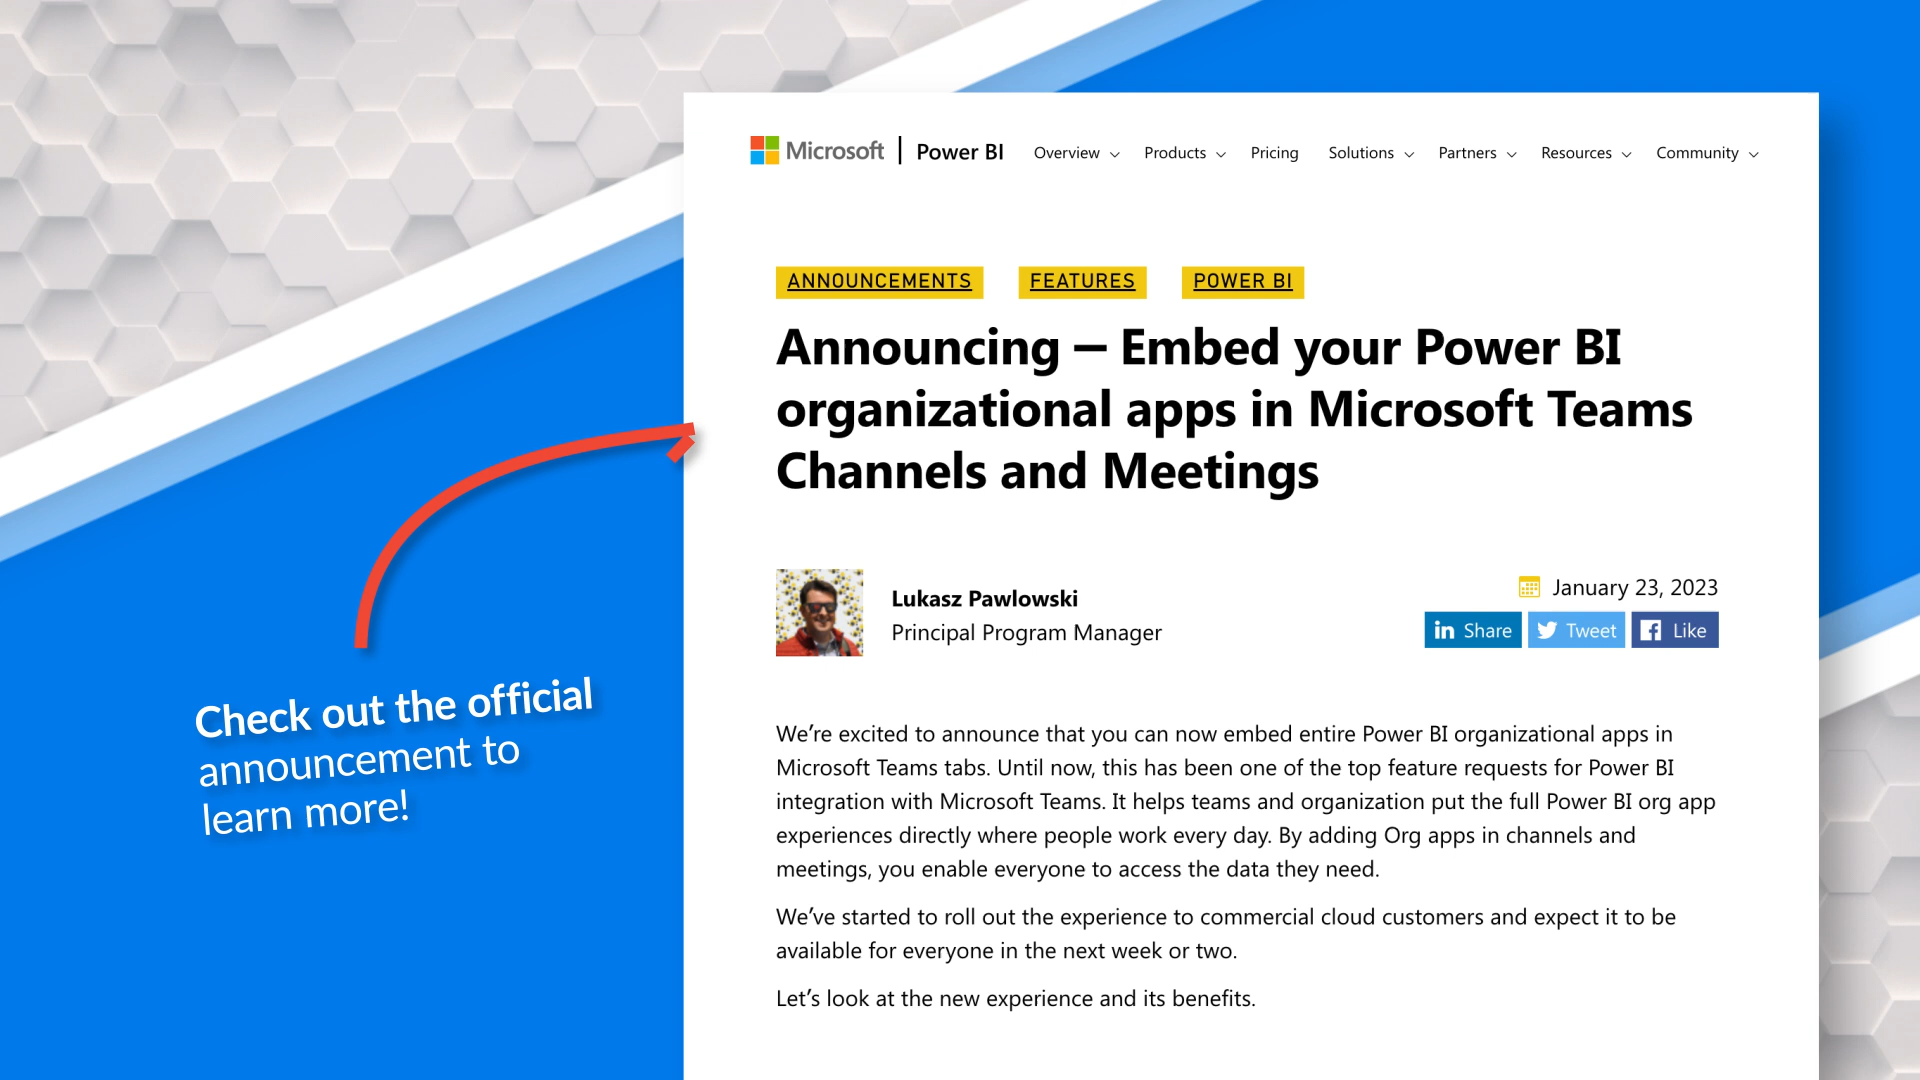 Microsoft | Power BI Overview Products Pricing Solutions Partners Resources Community
ANNOUNCEMENTS FEATURES POWER BI
Announcing – Embed your Power BI
organizational apps in Microsoft Teams
Channels and Meetings
Lukasz Pawlowski
Principal Program Manager
January 23, 2023
in Share Tweet Like
Check out the official
announcement to
learn more!
We’re excited to announce that you can now embed entire Power BI organizational apps in
Microsoft Teams tabs. Until now, this has been one of the top feature requests for Power BI
integration with Microsoft Teams. It helps teams and organization put the full Power BI org app
experiences directly where people work every day. By adding Org apps in channels and
meetings, you enable everyone to access the data they need.
We’ve started to roll out the experience to commercial cloud customers and expect it to be
available for everyone in the next week or two.
Let’s look at the new experience and its benefits.